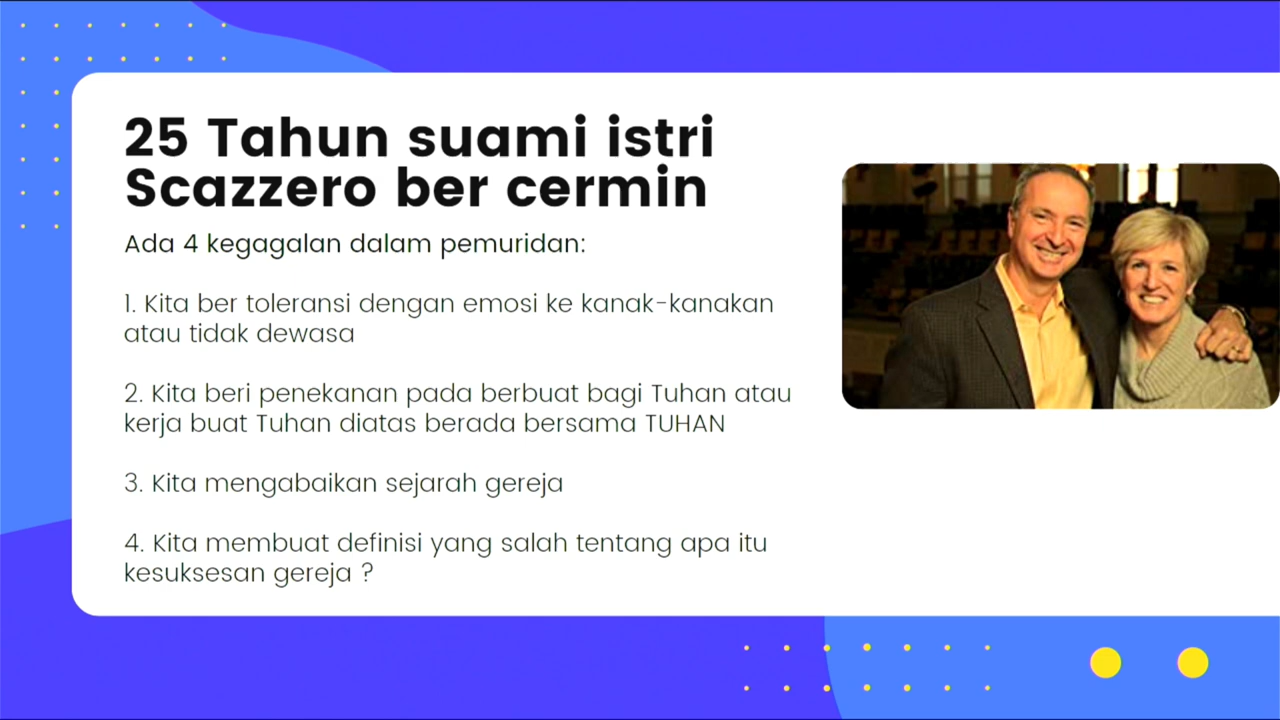 25 Tahun suami istri
Scazzero ber cermin
Ada 4 kegagalan dalam pemuridan:
1. Kita ber toleransi dengan emosi ke kanak-kanakan
atau tidak dewasa
2. Kita beri penekanan pada berbuat bagi Tuhan atau
kerja buat Tuhan diatas berada bersama TUHAN
3. Kita mengabaikan sejarah gereja
4. Kita membuat definisi yang salah tentang apa itu
kesuksesan gereja ?